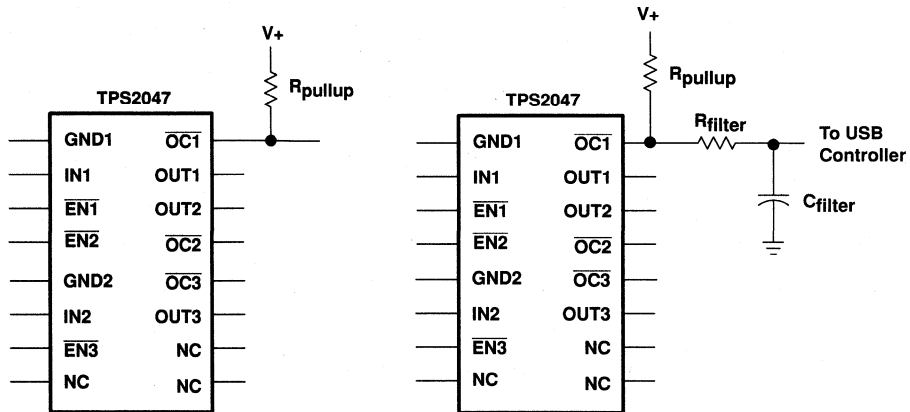 V+
Rpullup
TPS2047
GND1 OC1
IN1 OUT1
EN1 OUT2
EN2 OC2
GND2 OC3
IN2 OUT3
EN3 NC
NC NC
V+
Rpullup
TPS2047
Rfilter
To USB
Controller
Cfilter
GND1 OC1
IN1 OUT1
EN1 OUT2
EN2 OC2
GND2 OC3
IN2 OUT3
EN3 NC
NC NC